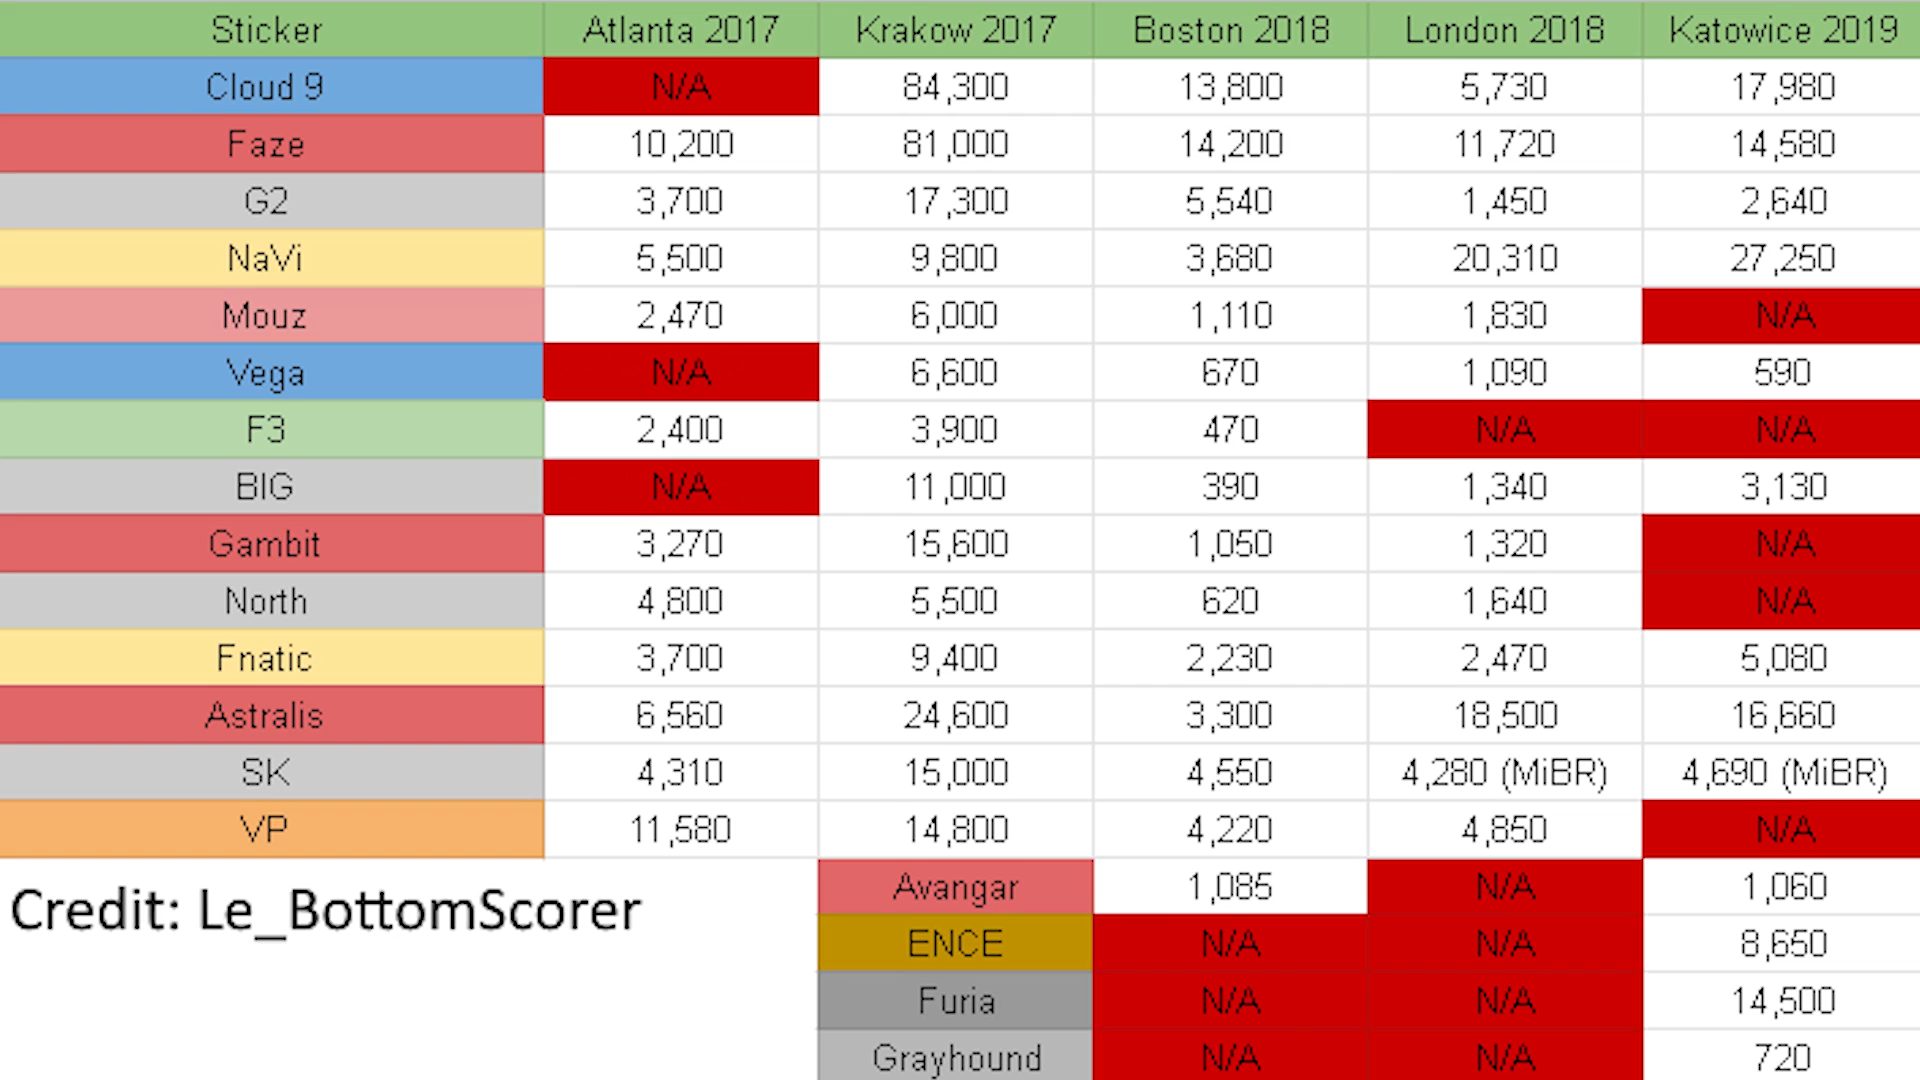 Sticker Atlanta 2017 Krakow 2017 Boston 2018 London 2018 Katowice 2019
Cloud 9 N/A 84,300 13,800 5,730 17,980
Faze 10,200 81,000 14,200 11,720 14,580
G2 3,700 17,300 5,540 1,450 2,640
NaVi 5,500 9,800 3,680 20,310 27,250
Mouz 2,470 6,000 1,110 1,830 N/A
Vega N/A 6,600 670 1,090 590
F3 2,400 3,900 470 N/A N/A
BIG N/A 11,000 390 1,340 3,130
Gambit 3,270 15,600 1,050 1,320 N/A
North 4,800 5,500 620 1,640 N/A
Fnatic 3,700 9,400 2,230 2,470 5,080
Astralis 6,560 24,600 3,300 18,500 16,660
SK 4,310 15,000 4,550 4,280 (MiBR) 4,690 (MiBR)
VP 11,580 14,800 4,220 4,850 N/A
Avangar 1,085 N/A 1,060
Credit: Le_BottomScorer
ENCE N/A N/A 8,650
Furia N/A N/A 14,500
Grayhound N/A N/A 720